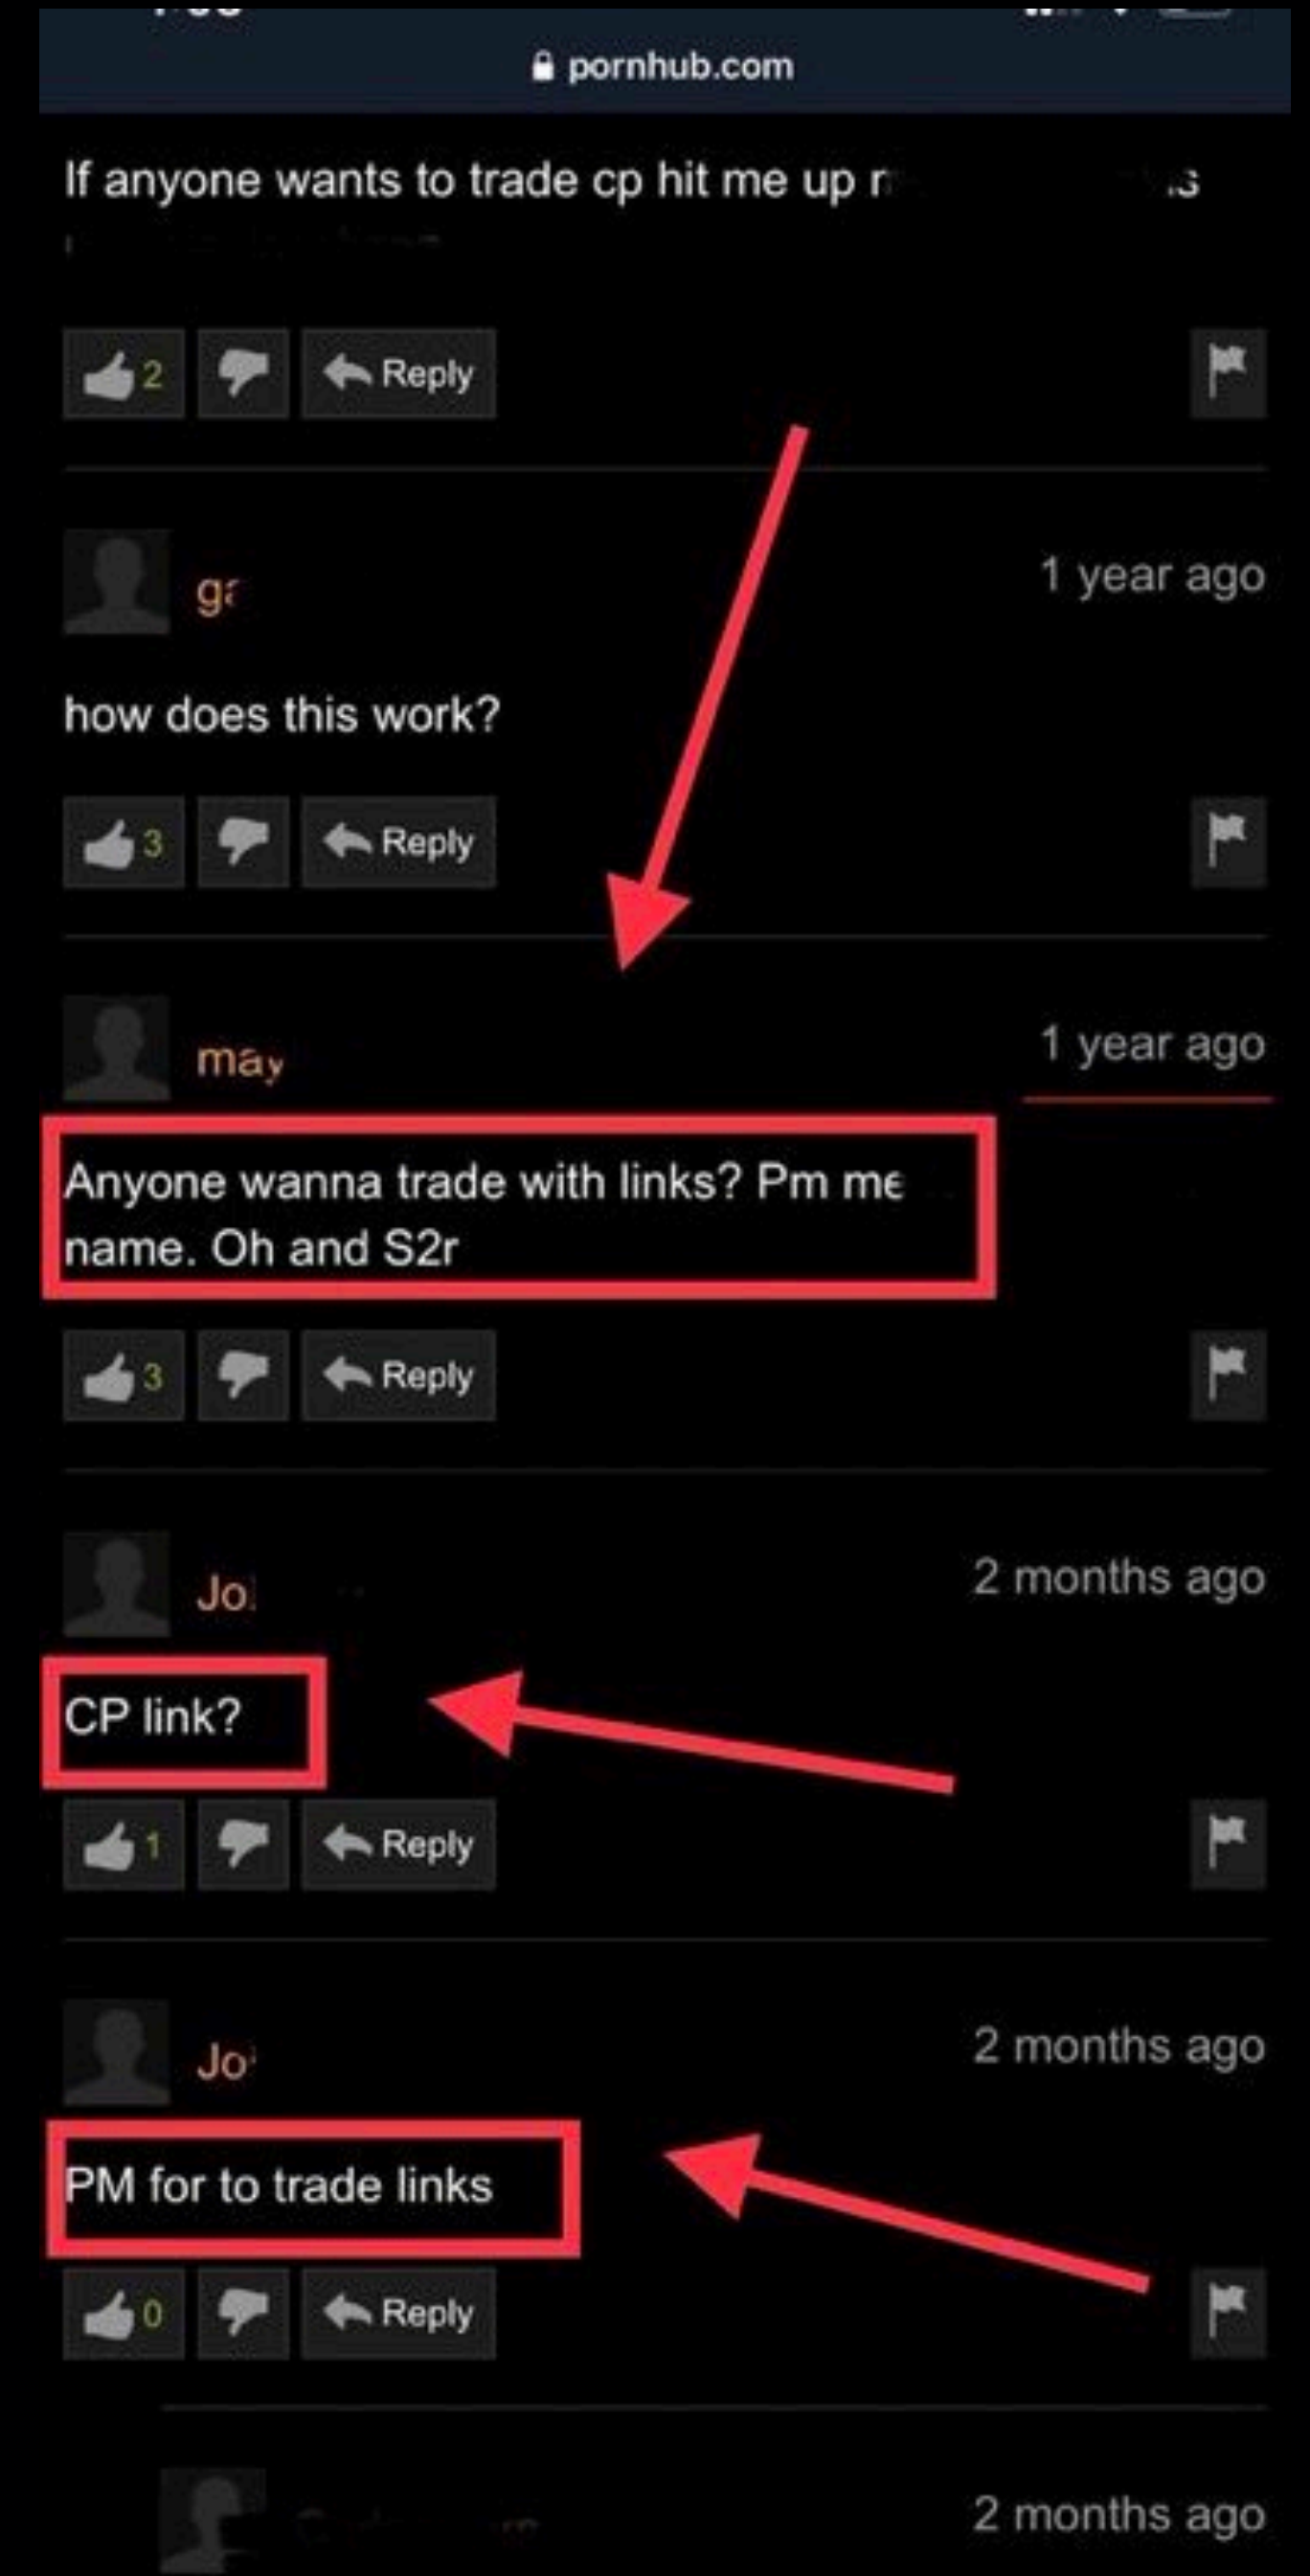 pornhub.com
If anyone wants to trade cp hit me up
2
Reply
1 year ago
how does this work?
3
Reply
may
1 year ago
Anyone wanna trade with links? Pm me
name. Oh and S2r
3
Reply
Jo
2 months ago
CP link?
1
Reply
Jo
2 months ago
PM for to trade links
0
Reply
2 months ago